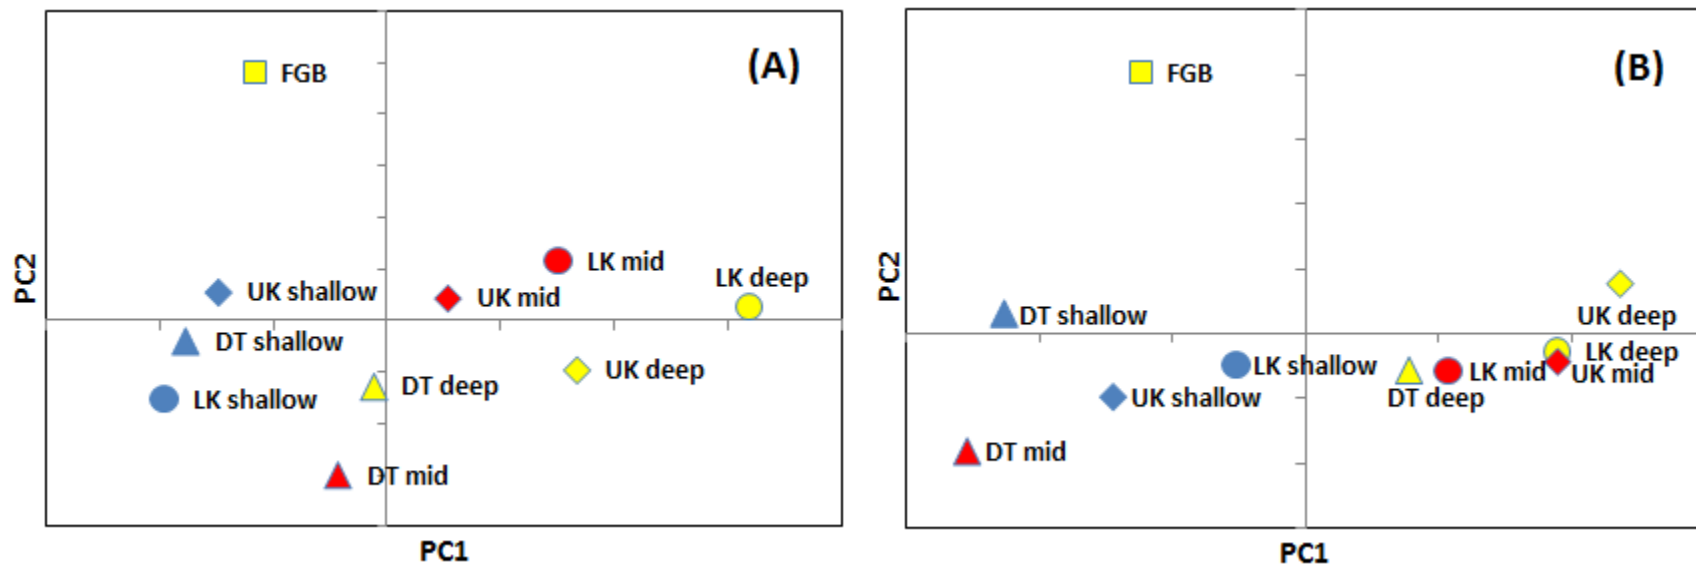 (A)
FGB
LK mid
LK deep
UK shallow
UK mid
PC2
DT shallow
UK deep
DT deep
LK shallow
DT mid
PC1
(B)
FGB
PC2
DT shallow
UK deep
LK shallow
LK deep
LK mid
UK mid
UK shallow
DT deep
DT mid
PC1